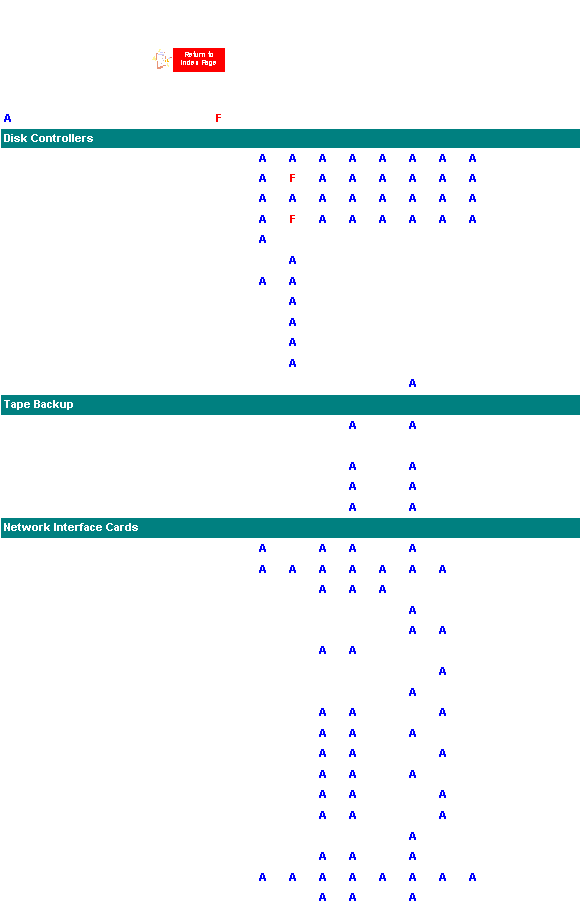 Return to
Index Page
A F
Disk Controllers
A A A A A A A A
A F A A A A A A
A A A A A A A A
A F A A A A A A
A
A
A A
A
A
A
A
A
Tape Backup
A A
A A
A A
A A
Network Interface Cards
A A A A
A A A A A A A
A A A
A
A A
A A
A
A
A A A
A A A
A A A
A A A
A A A
A A A
A
A A A
A A A A A A A A
A A A